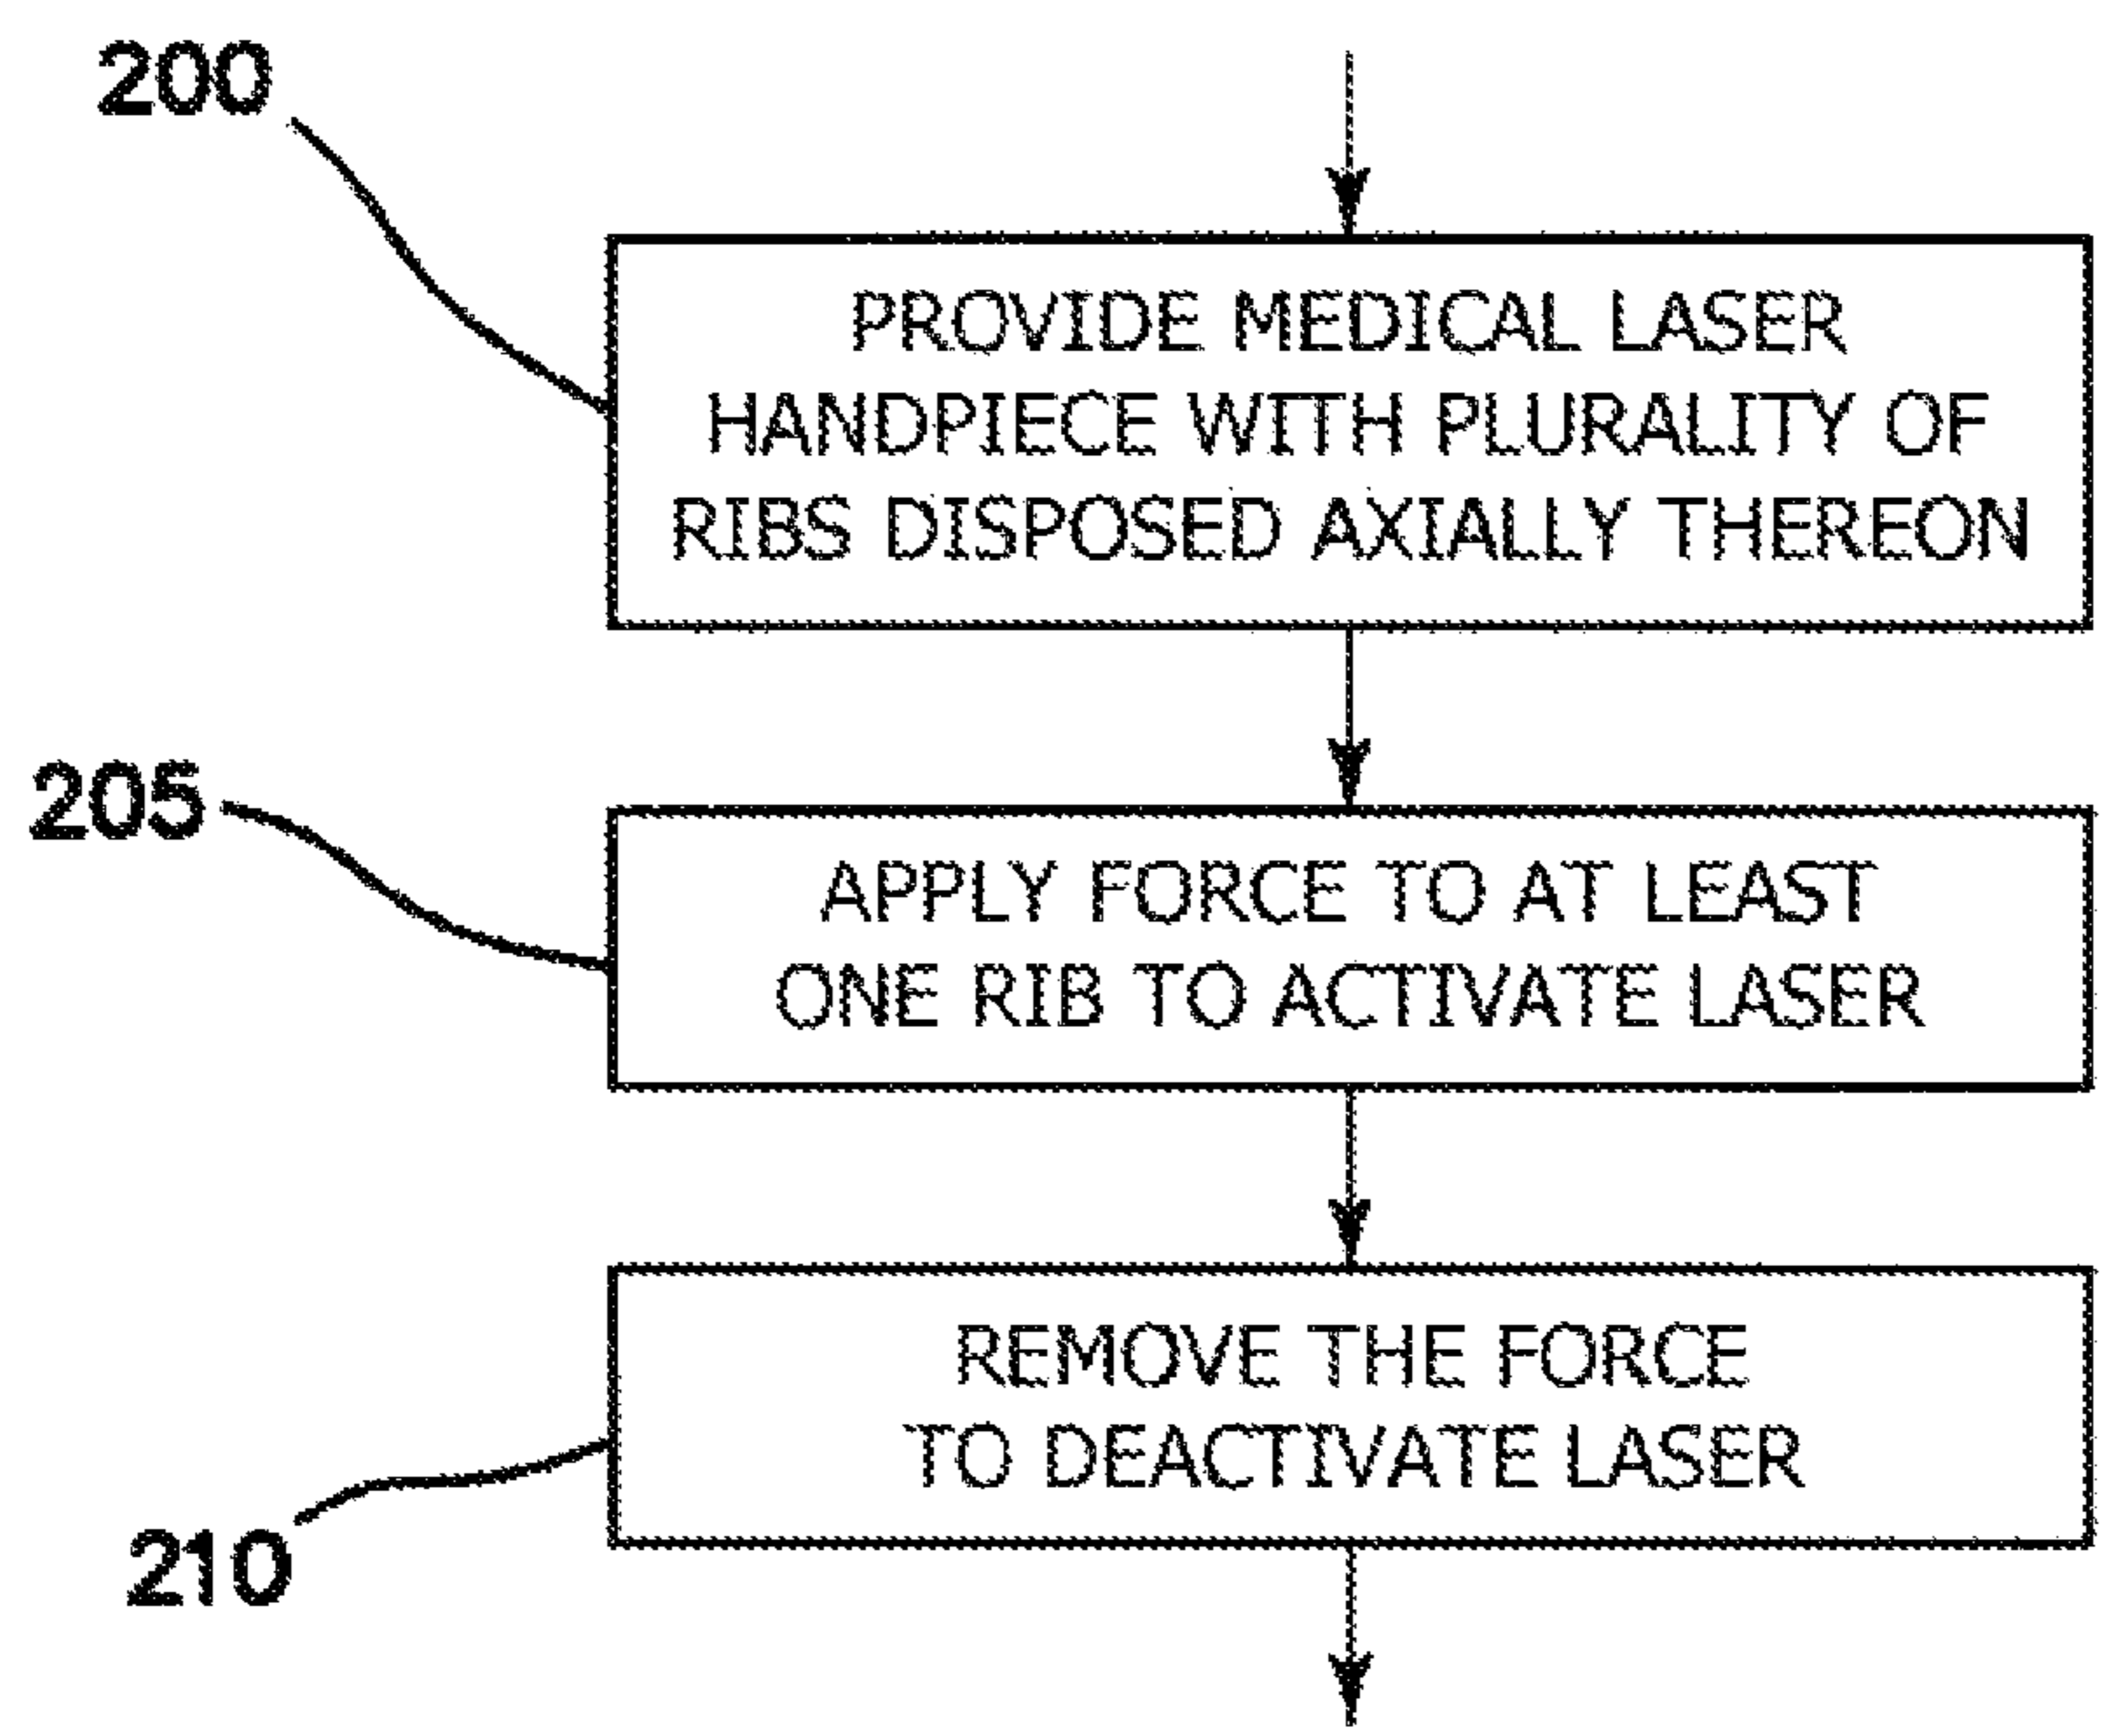 200
PROVIDE MEDICAL LASER
HANDPIECE WITH PLURALITY OF
RIBS DISPOSED AXIALLY THEREON
205
APPLY FORCE TO AT LEAST
ONE RIB TO ACTIVATE LASER
REMOVE THE FORCE
TO DEACTIVATE LASER
210